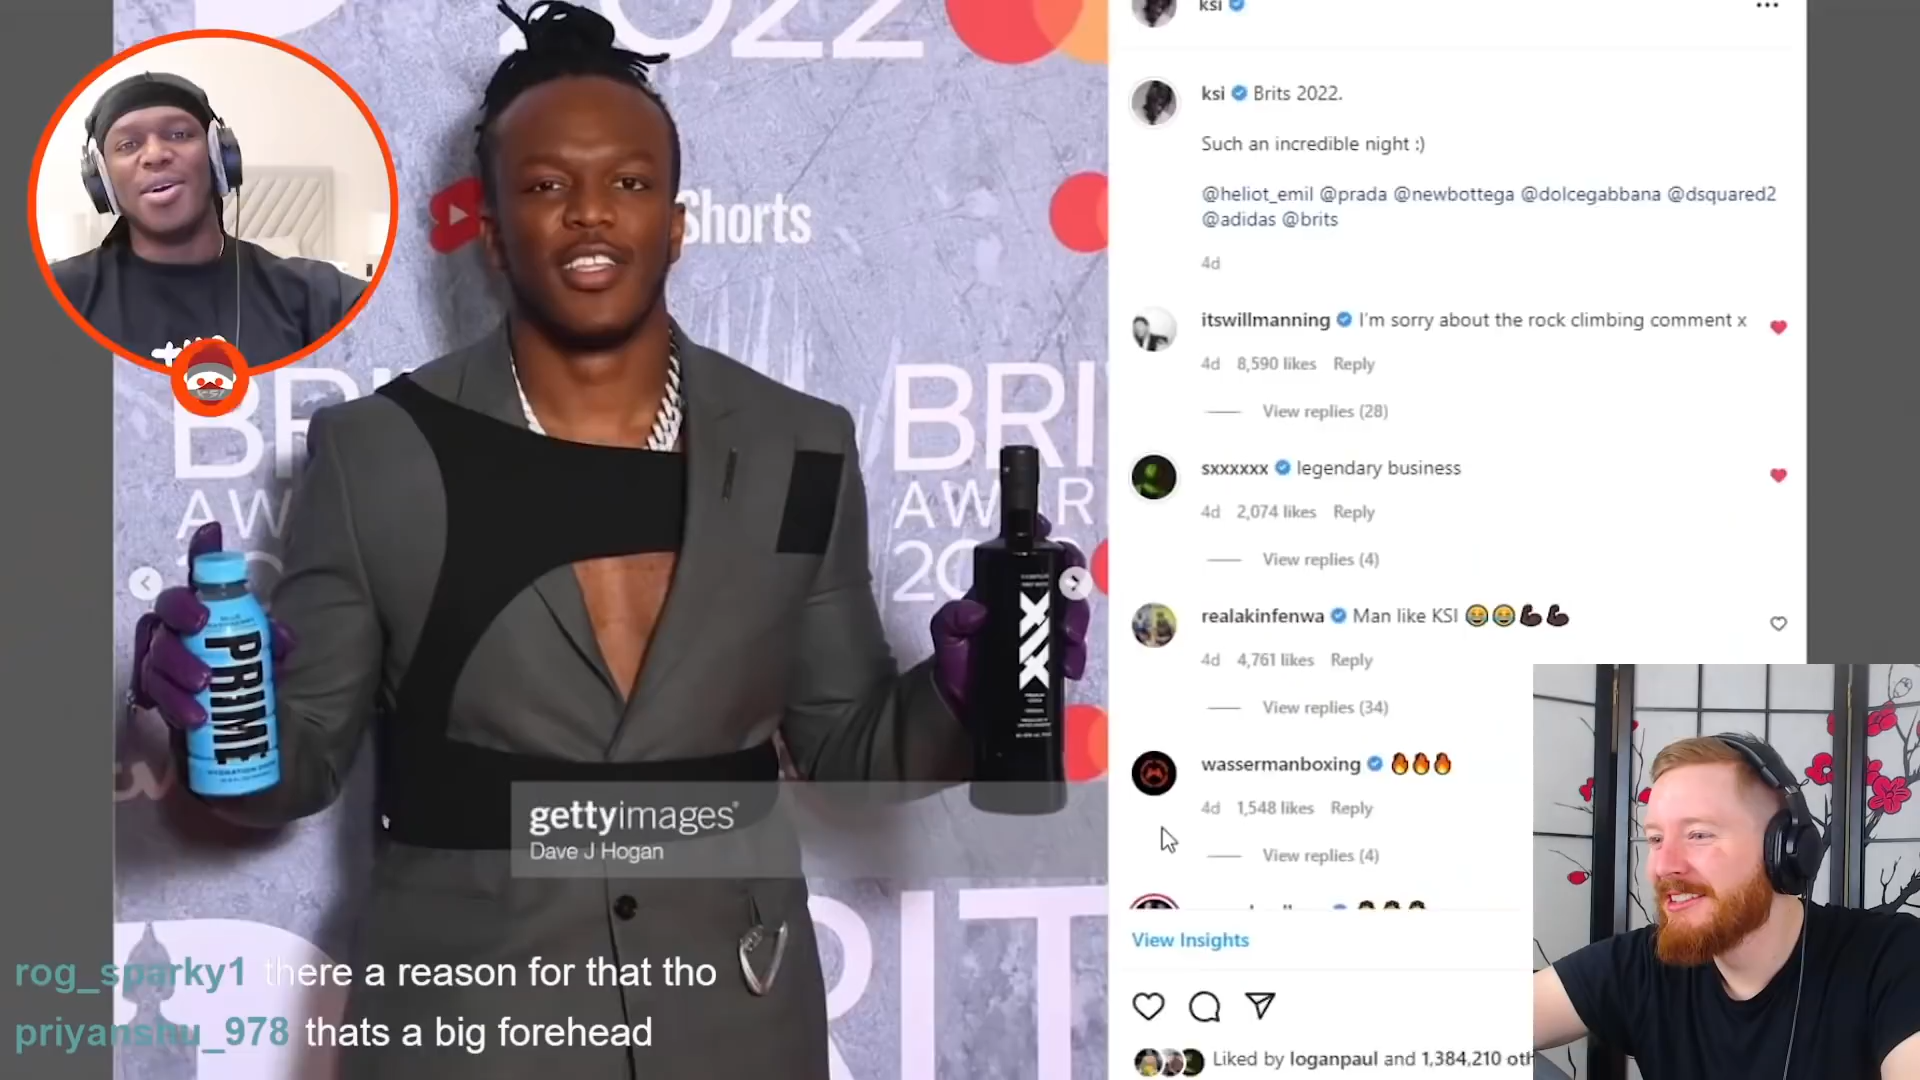 2022
ksi
ksi Brits 2022.
Such an incredible night :)
@heliot_emil @prada @newbottega @dolcegabbana @dsquared2
@adidas @brits
4d
Shorts
itswillmanning I'm sorry about the rock climbing comment x
4d 8,590 likes Reply
View replies (28)
BRI
AW
BRI
AW R
20
sxxxxxx legendary business
4d 2,074 likes Reply
View replies (4)
realakinfenwa Man like KSI 😂😂💪🏿💪🏿
4d 4,761 likes Reply
View replies (34)
PRIME
HYDRATION DRINK
XIX
wassermanboxing 🔥🔥🔥
4d 1,548 likes Reply
View replies (4)
gettyimages®
Dave J Hogan
View Insights
RIT
rog_sparky1 there a reason for that tho
priyanshu_978 thats a big forehead
Liked by loganpaul and 1,384,210 oth